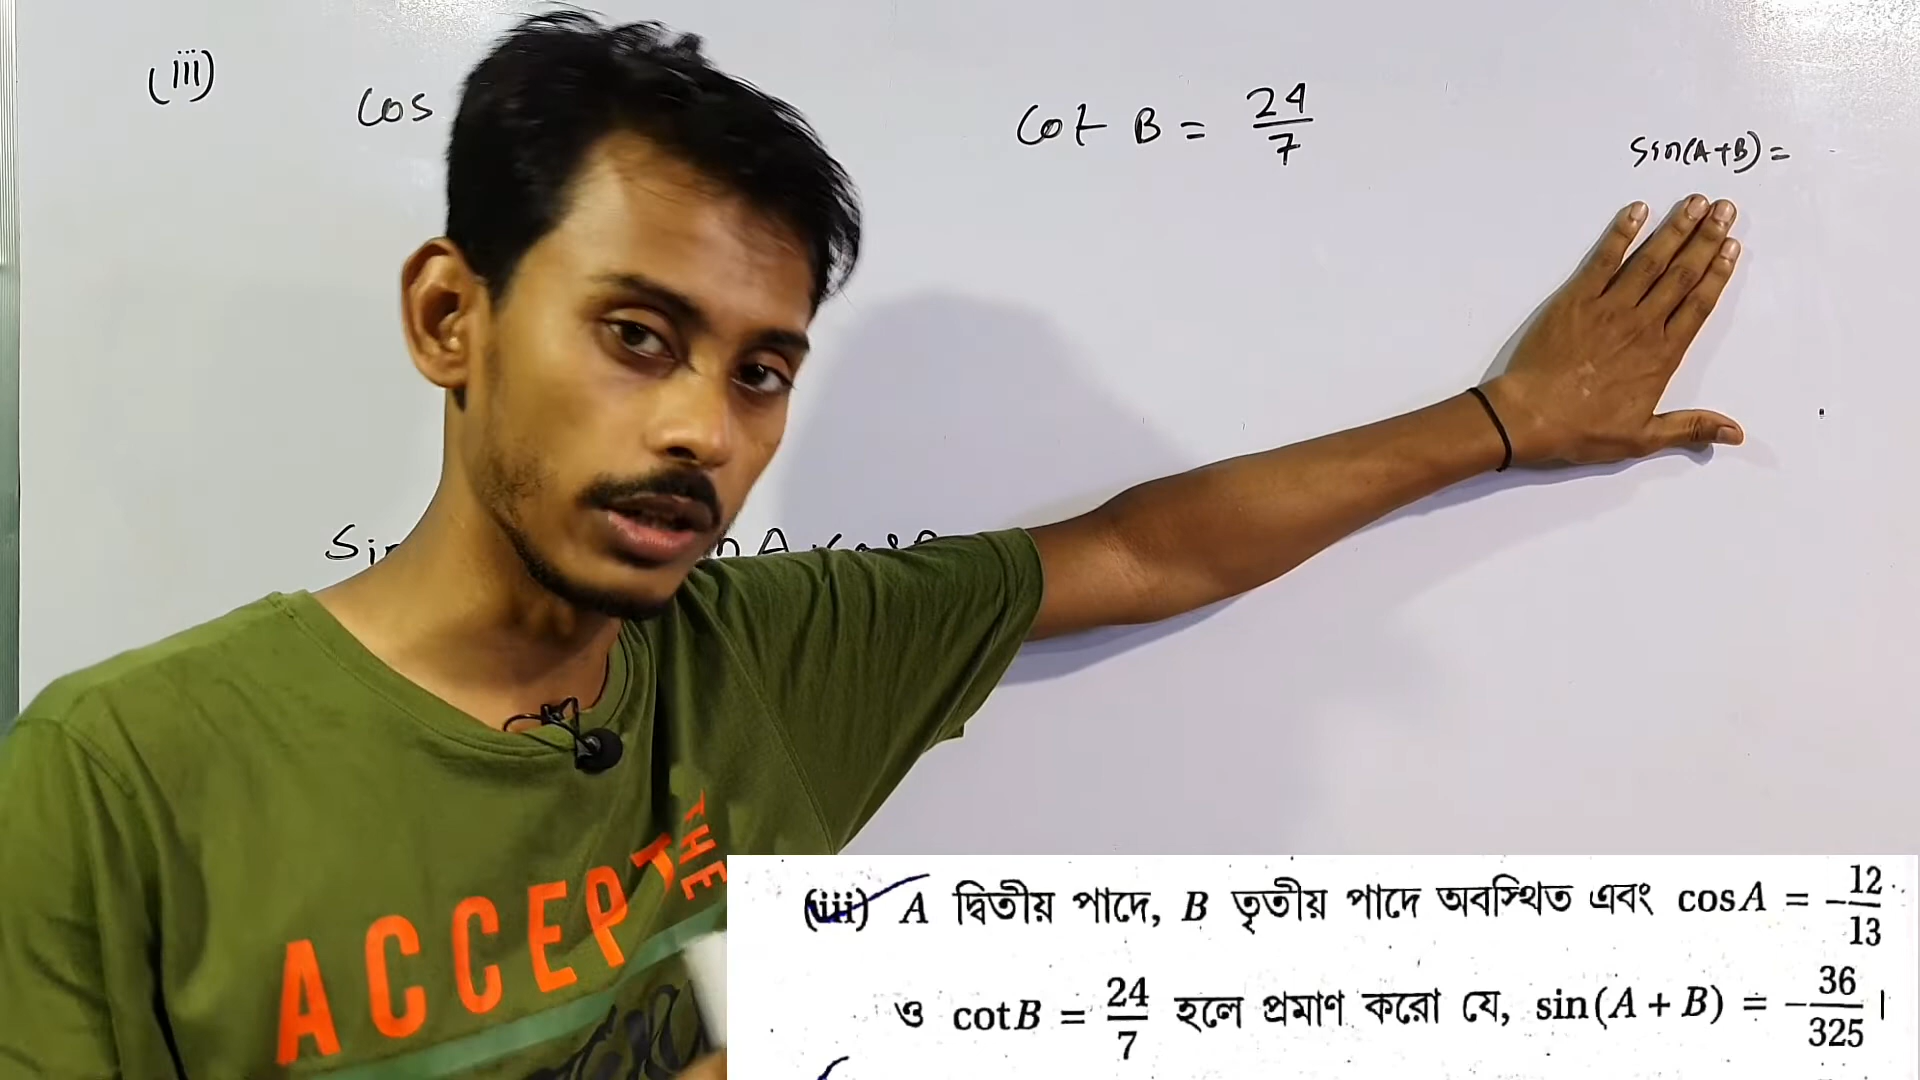 (iii)
cos
cot B = 24/7
sin(A+B) =
A
ACCEPT
THE
(iii) A দ্বিতীয় পাদে, B তৃতীয় পাদে অবস্থিত এবং cos A = -12/13
ও cot B = 24/7 হলে প্রমাণ করো যে, sin(A + B) = -36/325।